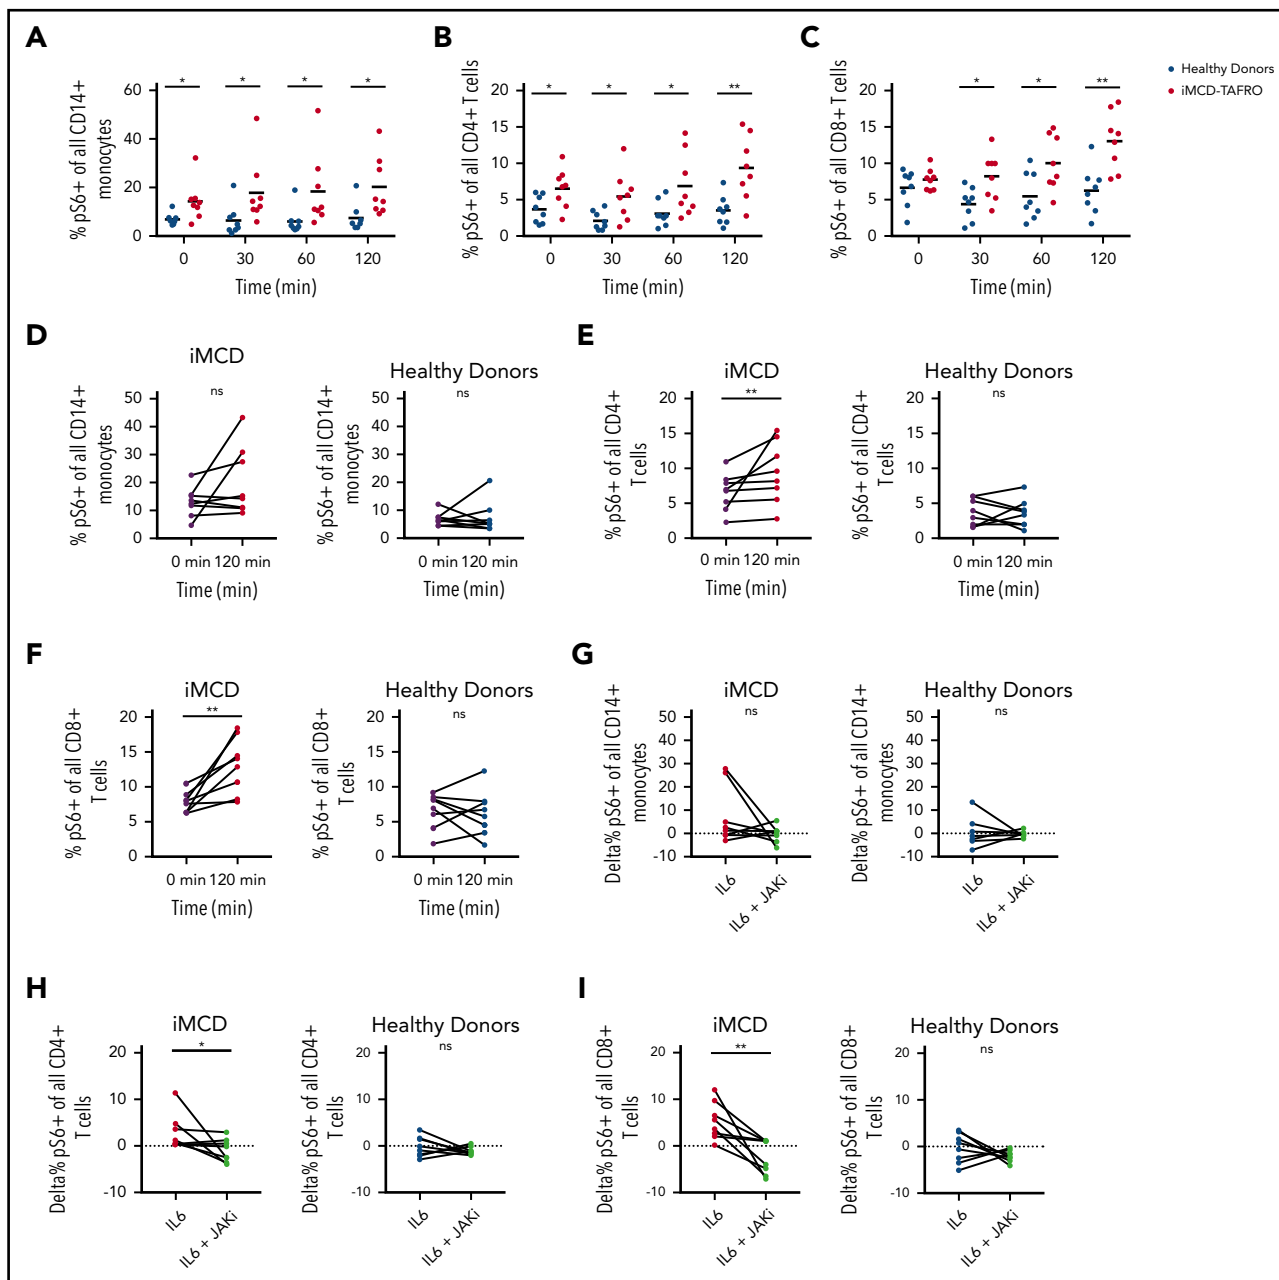 A
B
C
% pS6+ of all CD14+
monocytes
60
40
20
0
*
*
*
*
0
30
60
120
Time (min)
% pS6+ of all CD4+ T cells
20
15
10
5
0
*
*
*
**
0
30
60
120
Time (min)
% pS6+ of all CD8+ T cells
20
15
10
5
0
*
*
**
0
30
60
120
Time (min)
Healthy Donors
iMCD-TAFRO
D
iMCD
ns
% pS6+ of all CD14+
monocytes
50
40
30
20
10
0
0 min 120 min
Time (min)
Healthy Donors
ns
% pS6+ of all CD14+
monocytes
50
40
30
20
10
0
0 min 120 min
Time (min)
E
iMCD
**
% pS6+ of all CD4+
T cells
20
15
10
5
0
0 min 120 min
Time (min)
Healthy Donors
ns
% pS6+ of all CD4+
T cells
20
15
10
5
0
0 min 120 min
Time (min)
F
iMCD
**
% pS6+ of all CD8+
T cells
20
15
10
5
0
0 min 120 min
Time (min)
Healthy Donors
ns
% pS6+ of all CD8+
T cells
20
15
10
5
0
0 min 120 min
Time (min)
G
iMCD
ns
Delta% pS6+ of all CD14+
monocytes
50
40
30
20
10
0
-10
IL6
IL6 + JAKi
Healthy Donors
ns
Delta% pS6+ of all CD14+
monocytes
50
40
30
20
10
0
-10
IL6
IL6 + JAKi
H
iMCD
*
Delta% pS6+ of all CD4+
T cells
20
10
0
-10
IL6
IL6 + JAKi
Healthy Donors
ns
Delta% pS6+ of all CD4+
T cells
20
10
0
-10
IL6
IL6 + JAKi
I
iMCD
**
Delta% pS6+ of all CD8+
T cells
20
10
0
-10
IL6
IL6 + JAKi
Healthy Donors
ns
Delta% pS6+ of all CD8+
T cells
20
10
0
-10
IL6
IL6 + JAKi